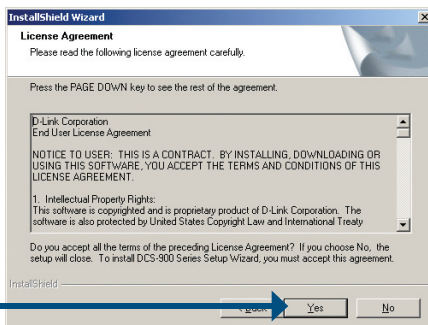 InstallShield Wizard
License Agreement
Please read the following license agreement carefully.
Press the PAGE DOWN key to see the rest of the agreement.
D-Link Corporation
End User License Agreement
NOTICE TO USER: THIS IS A CONTRACT. BY INSTALLING, DOWNLOADING OR
USING THIS SOFTWARE, YOU ACCEPT THE TERMS AND CONDITIONS OF THIS
LICENSE AGREEMENT.
1. Intellectual Property Rights:
This software is copyrighted and is proprietary product of D-Link Corporation. The
software is also protected by United States Copyright Law and International Treaty
Do you accept all the terms of the preceding License Agreement? If you choose No, the
setup will close. To install DCS-900 Series Setup Wizard, you must accept this agreement.
InstallShield
Yes No